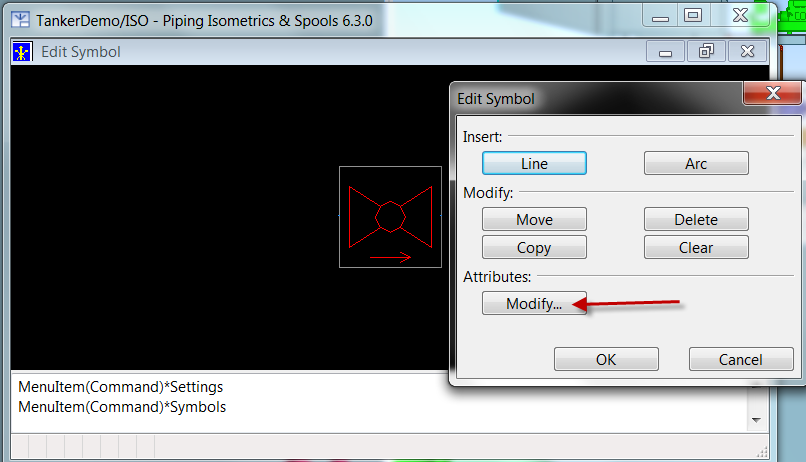 TankerDemo/ISO - Piping Isometrics & Spools 6.3.0
Edit Symbol
Edit Symbol
Insert:
Line Arc
Modify:
Move Delete
Copy Clear
Attributes:
Modify...
OK Cancel
MenuItem(Command)*Settings
MenuItem(Command)*Symbols